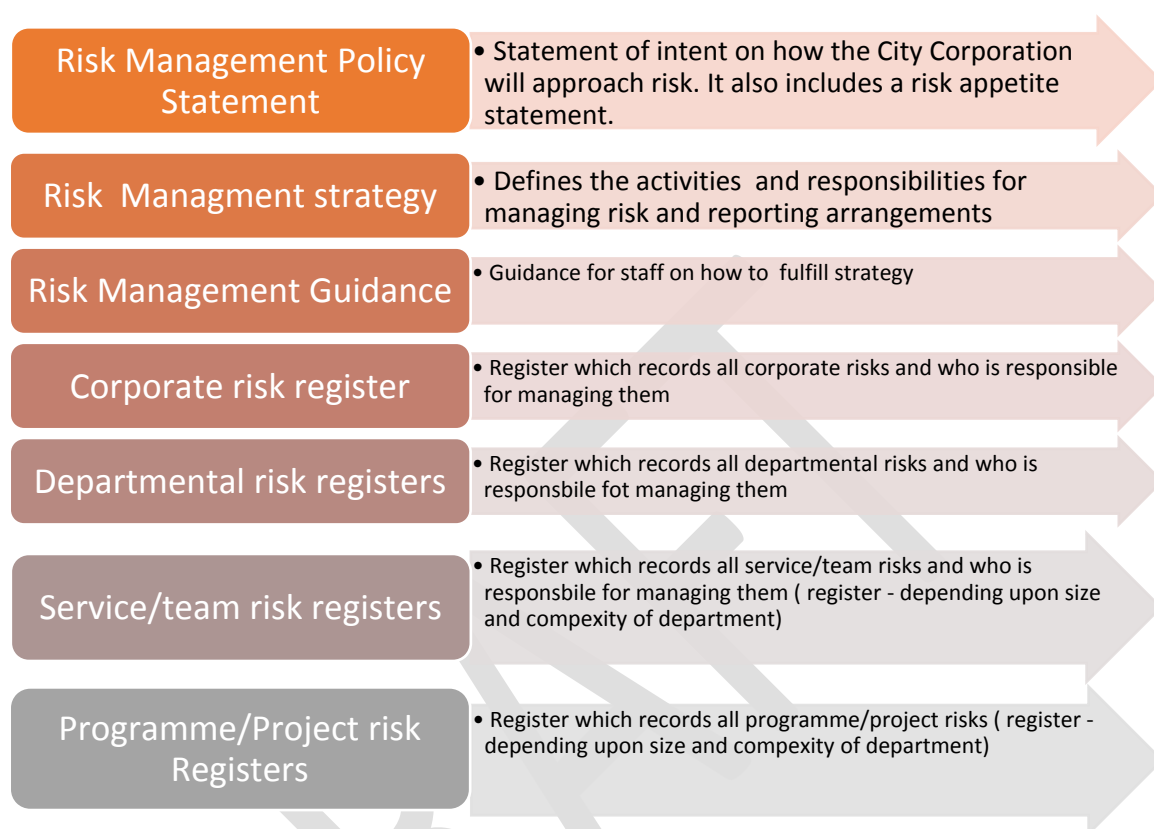 Risk Management Policy
Statement
• Statement of intent on how the City Corporation
will approach risk. It also includes a risk appetite
statement.
Risk  Managment strategy
• Defines the activities  and responsibilities for
managing risk and reporting arrangements
Risk Management Guidance
• Guidance for staff on how to  fulfill strategy
Corporate risk register
• Register which records all corporate risks and who is responsible
for managing them
Departmental risk registers
• Register which records all departmental risks and who is
responsbile fot managing them
Service/team risk registers
• Register which records all service/team risks and who is
responsbile for managing them ( register - depending upon size
and compexity of department)
Programme/Project risk
Registers
• Register which records all programme/project risks ( register -
depending upon size and compexity of department)